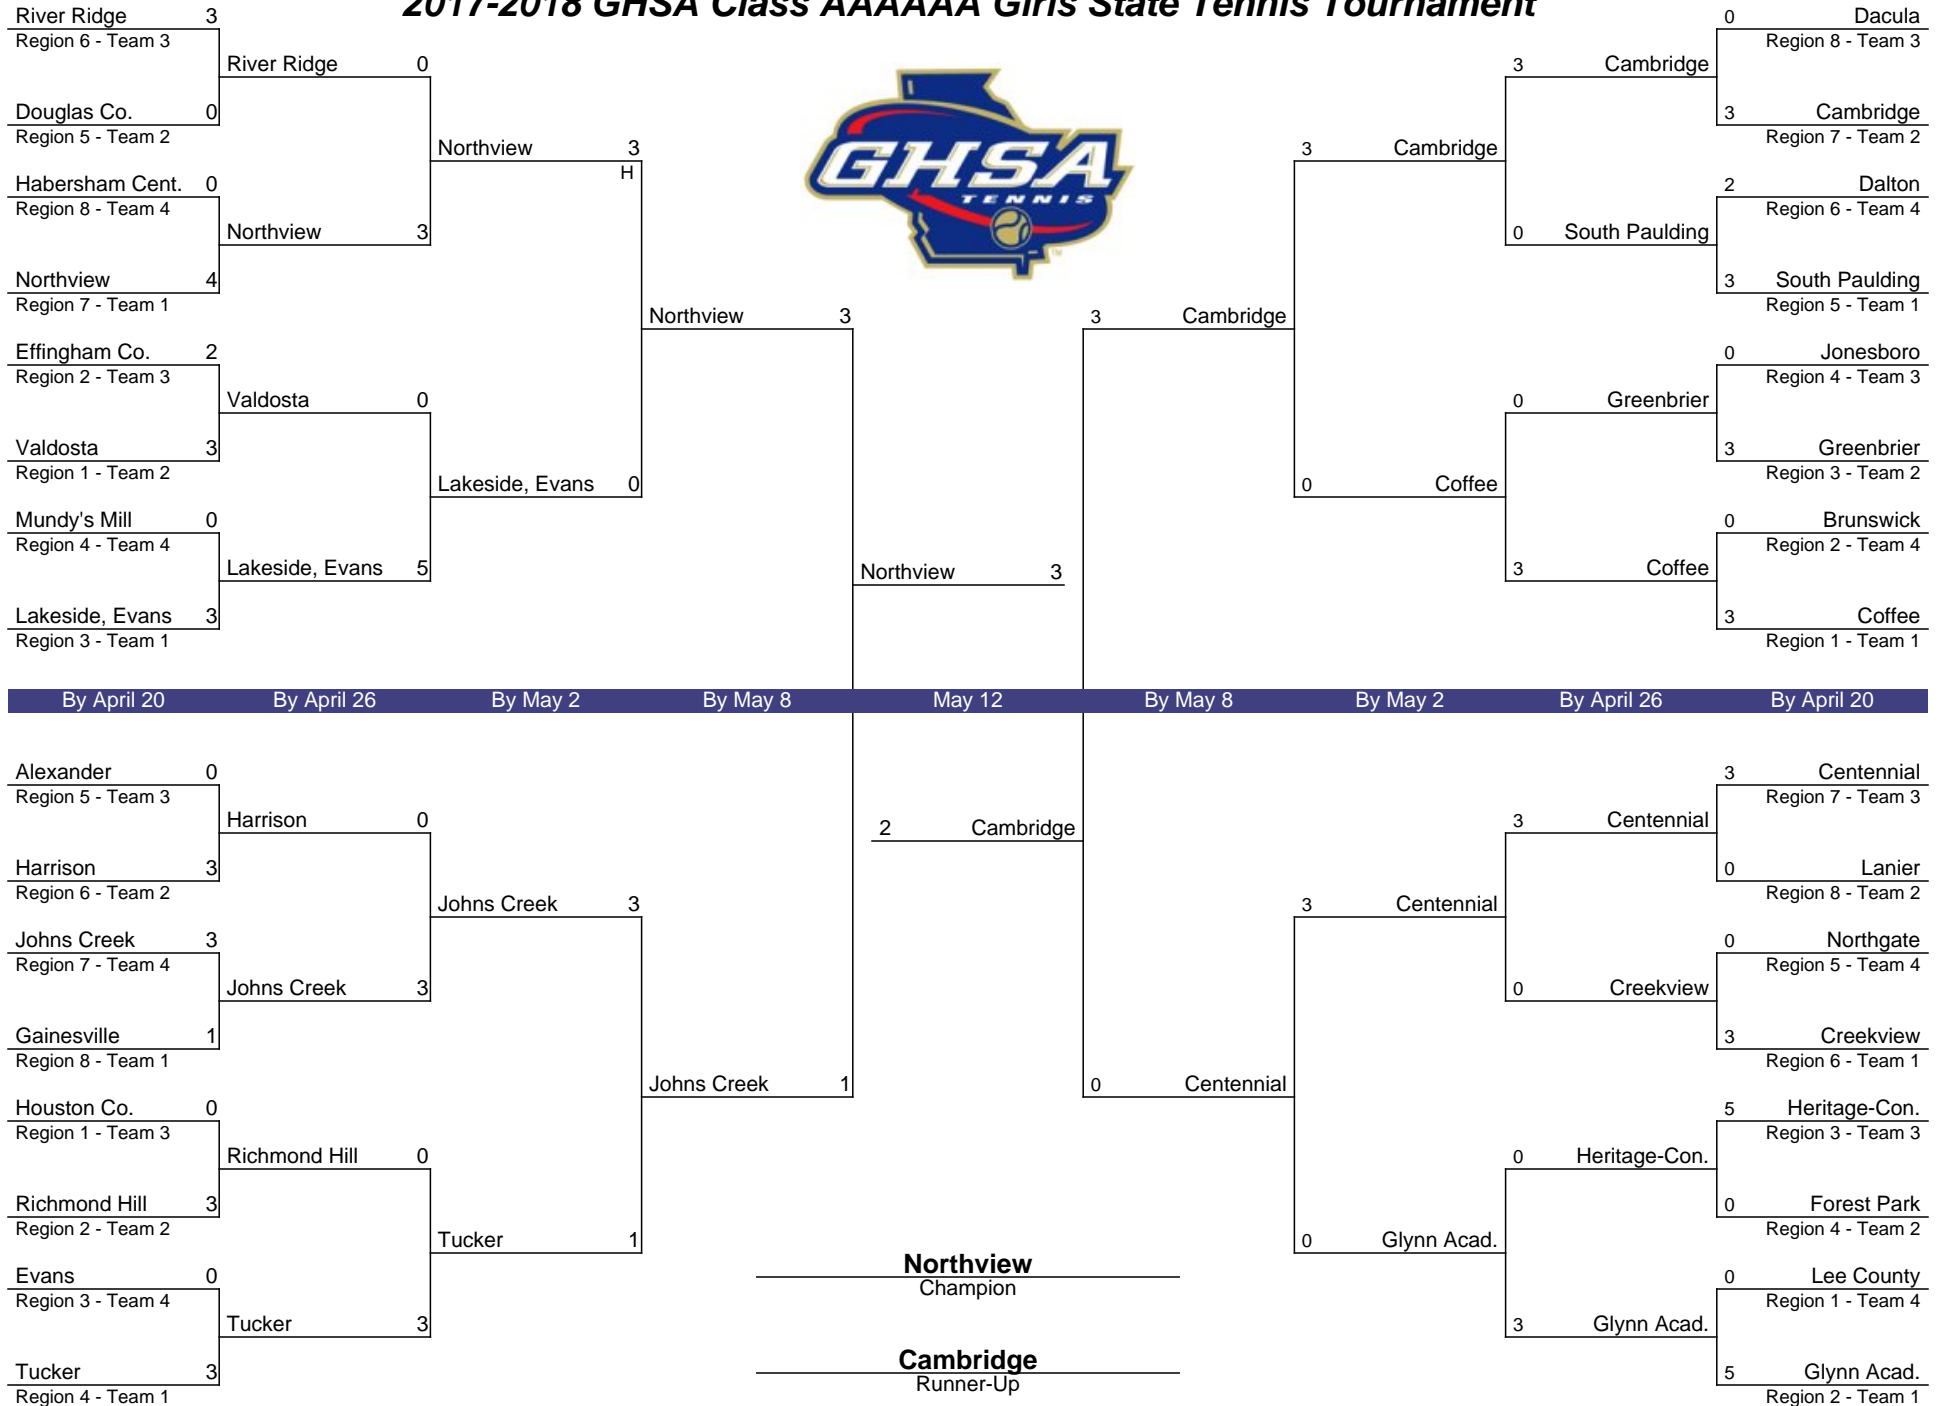 2017-2018 GHSA Class AAAAAA Girls State Tennis Tournament
River Ridge 3
Region 6 - Team 3
Douglas Co. 0
Region 5 - Team 2
Habersham Cent. 0
Region 8 - Team 4
Northview 4
Region 7 - Team 1
Effingham Co. 2
Region 2 - Team 3
Valdosta 3
Region 1 - Team 2
Mundy's Mill 0
Region 4 - Team 4
Lakeside, Evans 3
Region 3 - Team 1
River Ridge 0
Northview 3
Valdosta 0
Lakeside, Evans 5
Northview 3
H
Lakeside, Evans 0
Northview 3
Northview 3
GHSA
TENNIS
TM
3 Cambridge
3 Cambridge
0 Coffee
3 Cambridge
0 South Paulding
0 Greenbrier
3 Coffee
0 Dacula
Region 8 - Team 3
3 Cambridge
Region 7 - Team 2
2 Dalton
Region 6 - Team 4
3 South Paulding
Region 5 - Team 1
0 Jonesboro
Region 4 - Team 3
3 Greenbrier
Region 3 - Team 2
0 Brunswick
Region 2 - Team 4
3 Coffee
Region 1 - Team 1
By April 20 By April 26 By May 2 By May 8 May 12 By May 8 By May 2 By April 26 By April 20
Alexander 0
Region 5 - Team 3
Harrison 3
Region 6 - Team 2
Johns Creek 3
Region 7 - Team 4
Gainesville 1
Region 8 - Team 1
Houston Co. 0
Region 1 - Team 3
Richmond Hill 3
Region 2 - Team 2
Evans 0
Region 3 - Team 4
Tucker 3
Region 4 - Team 1
Harrison 0
Johns Creek 3
Richmond Hill 0
Tucker 3
Johns Creek 3
Tucker 1
Johns Creek 1
2 Cambridge
Northview
Champion
Cambridge
Runner-Up
0 Centennial
3 Centennial
0 Glynn Acad.
3 Centennial
0 Creekview
0 Heritage-Con.
3 Glynn Acad.
3 Centennial
Region 7 - Team 3
0 Lanier
Region 8 - Team 2
0 Northgate
Region 5 - Team 4
3 Creekview
Region 6 - Team 1
5 Heritage-Con.
Region 3 - Team 3
0 Forest Park
Region 4 - Team 2
0 Lee County
Region 1 - Team 4
5 Glynn Acad.
Region 2 - Team 1